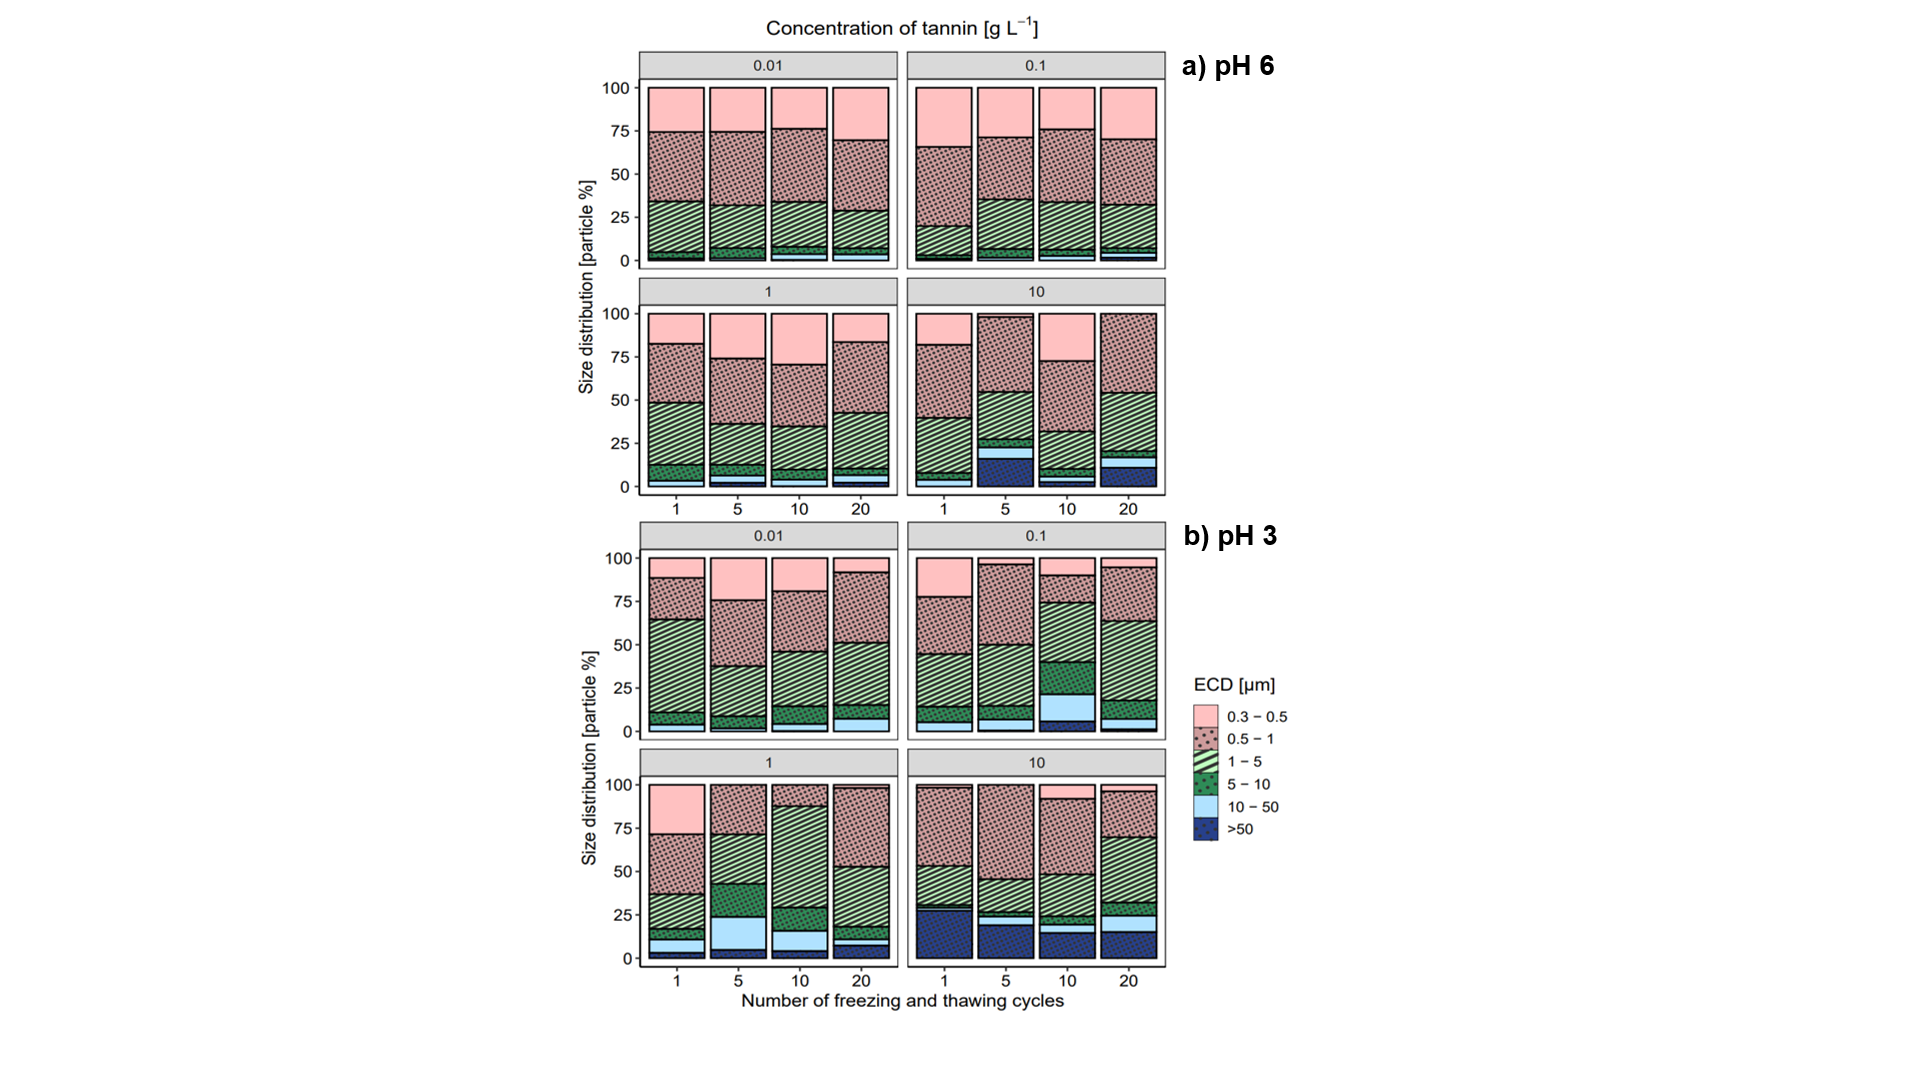 Concentration of tannin [g L⁻¹]
a) pH 6
0.01 0.1
100
75
50
25
0
Size distribution [particle %]
1 10
100
75
50
25
0
1 5 10 20 1 5 10 20
b) pH 3
0.01 0.1
100
75
50
25
0
Size distribution [particle %]
1 10
100
75
50
25
0
1 5 10 20 1 5 10 20
Number of freezing and thawing cycles
ECD [µm]
0.3 − 0.5
0.5 − 1
1 − 5
5 − 10
10 − 50
>50